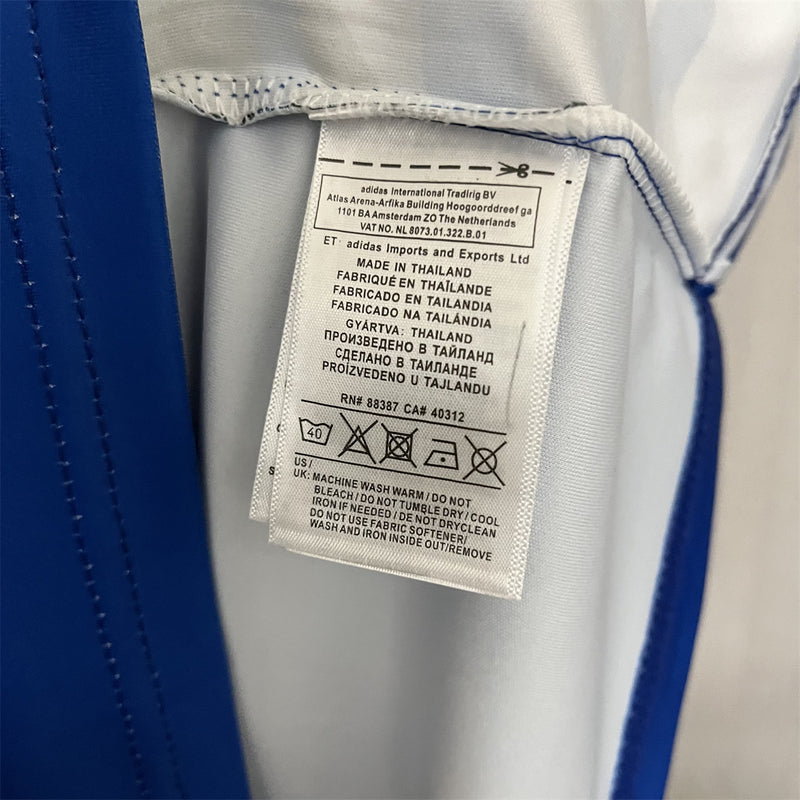 adidas International Tradirig BV
Atlas Arena-Arfika Building Hoogoorddreef ga
1101 BA Amsterdam ZO The Netherlands
VAT NO. NL 8073.01.322.B.01
ET: adidas Imports and Exports Ltd
MADE IN THAILAND
FABRIQUÉ EN THAÏLANDE
FABRICADO EN TAILANDIA
FABRICADO NA TAILÁNDIA
GYÁRTVA: THAILAND
ПРОИЗВЕДЕНО В ТАЙЛАНД
СДЕЛАНО В ТАИЛАНДЕ
PROÍZVEDENO U TAJLANDU
RN# 88387 CA# 40312
40
US /
UK: MACHINE WASH WARM / DO NOT
BLEACH / DO NOT TUMBLE DRY / COOL
IRON IF NEEDED / DE NOT DRYCLEAN
DO NOT USE FABRIC SOFTENER/
WASH AND IRON INSIDE OUT/REMOVE